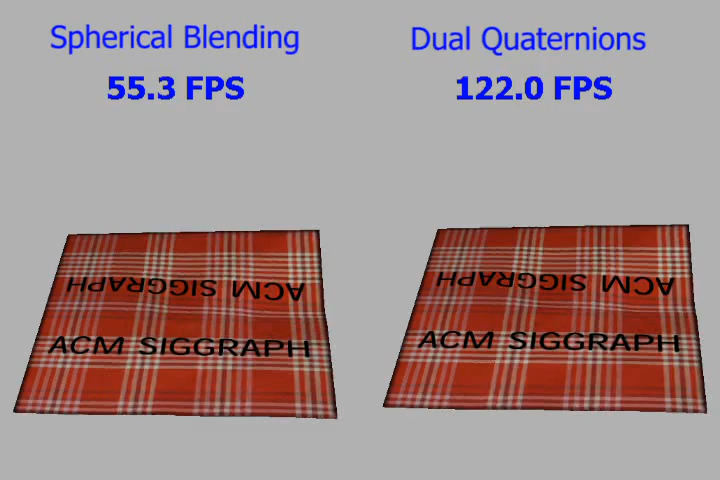 Spherical Blending
55.3 FPS
Dual Quaternions
122.0 FPS
ACM SIGGRAPH
ACM SIGGRAPH
ACM SIGGRAPH
ACM SIGGRAPH